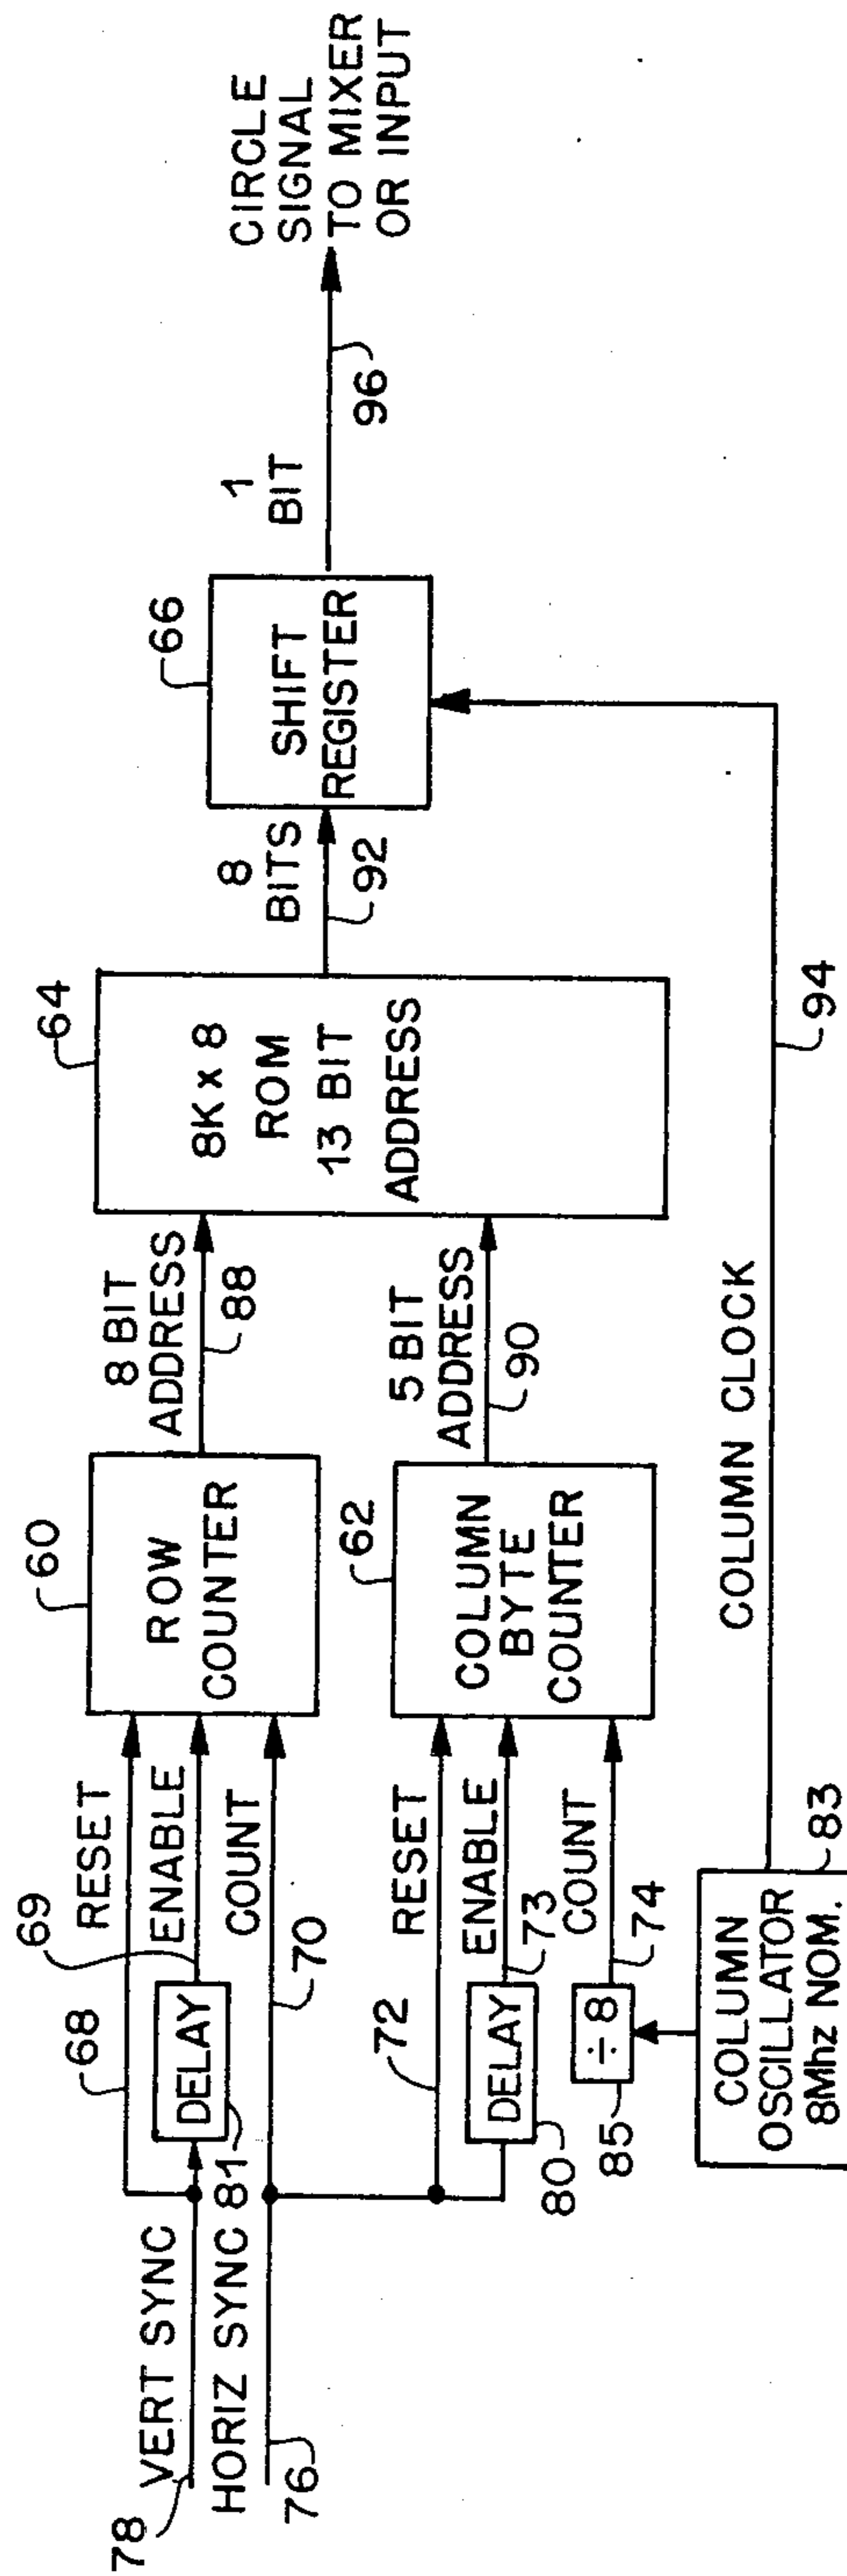 78
VERT SYNC
HORIZ SYNC
76
68
69
RESET
DELAY
81
ENABLE
COUNT
70
60
ROW
COUNTER
8 BIT
ADDRESS
88
72
RESET
DELAY
80
ENABLE
73
COUNT
÷ 8
85
74
62
COLUMN
BYTE
COUNTER
5 BIT
ADDRESS
90
COLUMN
OSCILLATOR
8Mhz NOM.
83
COLUMN CLOCK
94
64
8K x 8
ROM
13 BIT
ADDRESS
8
BITS
92
66
SHIFT
REGISTER
1
BIT
96
CIRCLE
SIGNAL
TO MIXER
OR INPUT